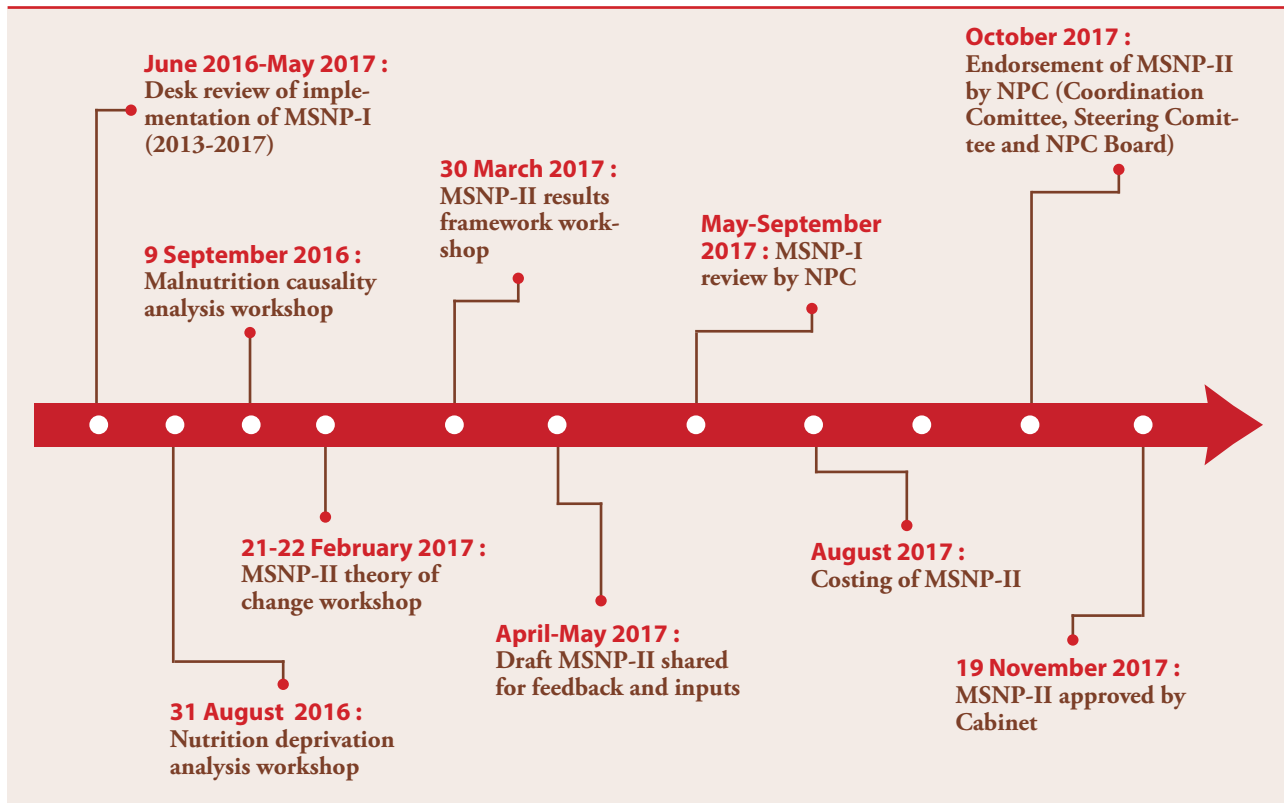 June 2016-May 2017 :
Desk review of imple-
mentation of MSNP-I
(2013-2017)
31 August 2016 :
Nutrition deprivation
analysis workshop
9 September 2016 :
Malnutrition causality
analysis workshop
21-22 February 2017 :
MSNP-II theory of
change workshop
30 March 2017 :
MSNP-II results
framework work-
shop
April-May 2017 :
Draft MSNP-II shared
for feedback and inputs
May-September
2017 : MSNP-I
review by NPC
August 2017 :
Costing of MSNP-II
October 2017 :
Endorsement of MSNP-II
by NPC (Coordination
Comittee, Steering Comit-
tee and NPC Board)
19 November 2017 :
MSNP-II approved by
Cabinet